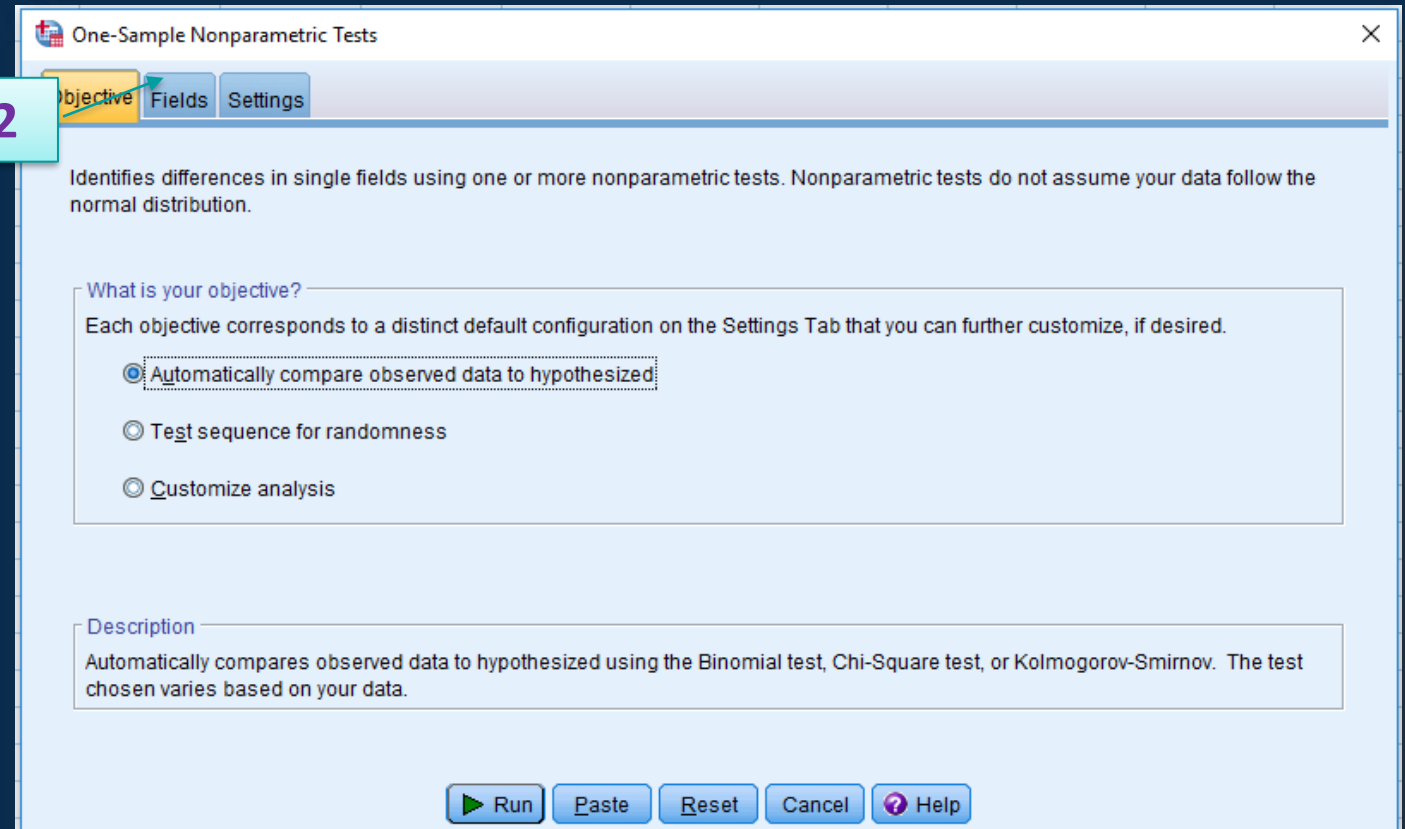 One-Sample Nonparametric Tests
Objective Fields Settings
2
Identifies differences in single fields using one or more nonparametric tests. Nonparametric tests do not assume your data follow the
normal distribution.
What is your objective?
Each objective corresponds to a distinct default configuration on the Settings Tab that you can further customize, if desired.
Automatically compare observed data to hypothesized
Test sequence for randomness
Customize analysis
Description
Automatically compares observed data to hypothesized using the Binomial test, Chi-Square test, or Kolmogorov-Smirnov. The test
chosen varies based on your data.
Run Paste Reset Cancel Help